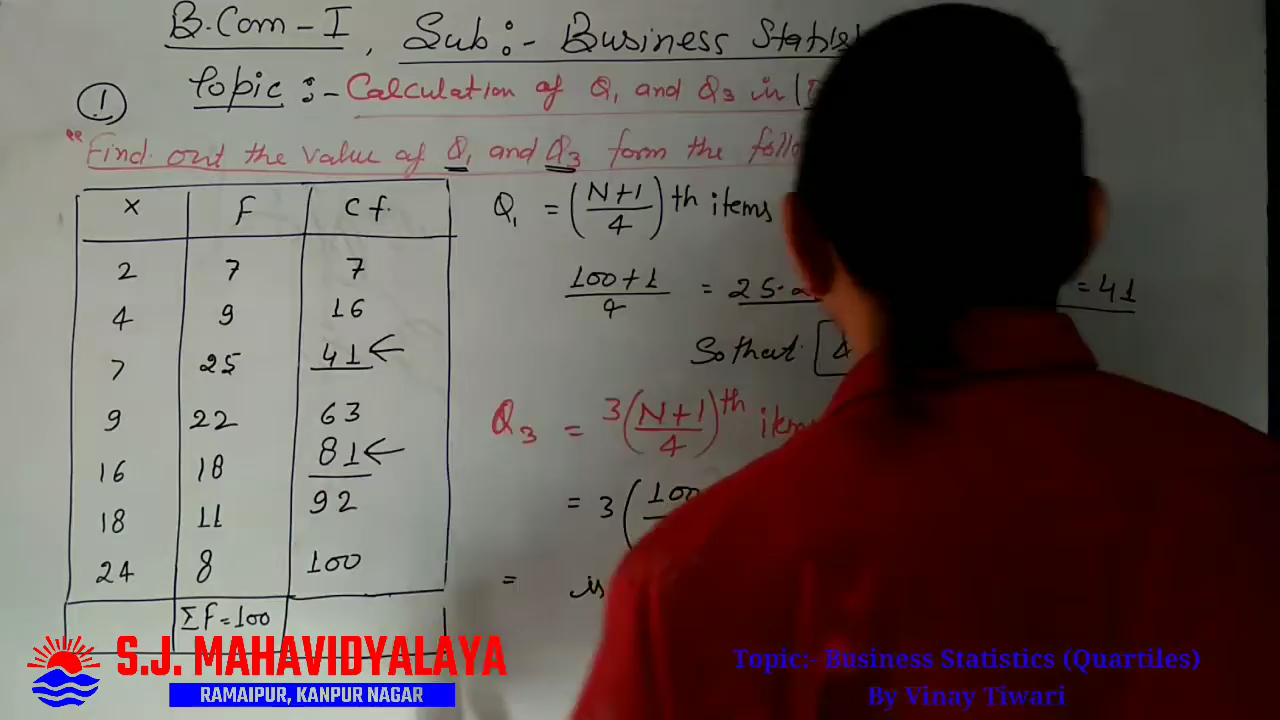 B.Com-I, Sub:- Business
① Topic :- Calculation of Q₁ and Q₃ in
"Find out the value of Q₁ and Q₃ form the
X F C f.
2 7 7
4 9 16
7 25 41 ←
9 22 63
16 18 81 ←
18 11 92
24 8 100
ΣF = 100
Q₁ = (N+1/4)th items
100+1/4 = 25. = 41
So that
Q₃ = 3(N+1/4)th items
= 3(100
= is
S.J. MAHAVIDYALAYA
RAMAIPUR, KANPUR NAGAR
Topic:- Business Statistics (Quartiles)
By Vinay Tiwari